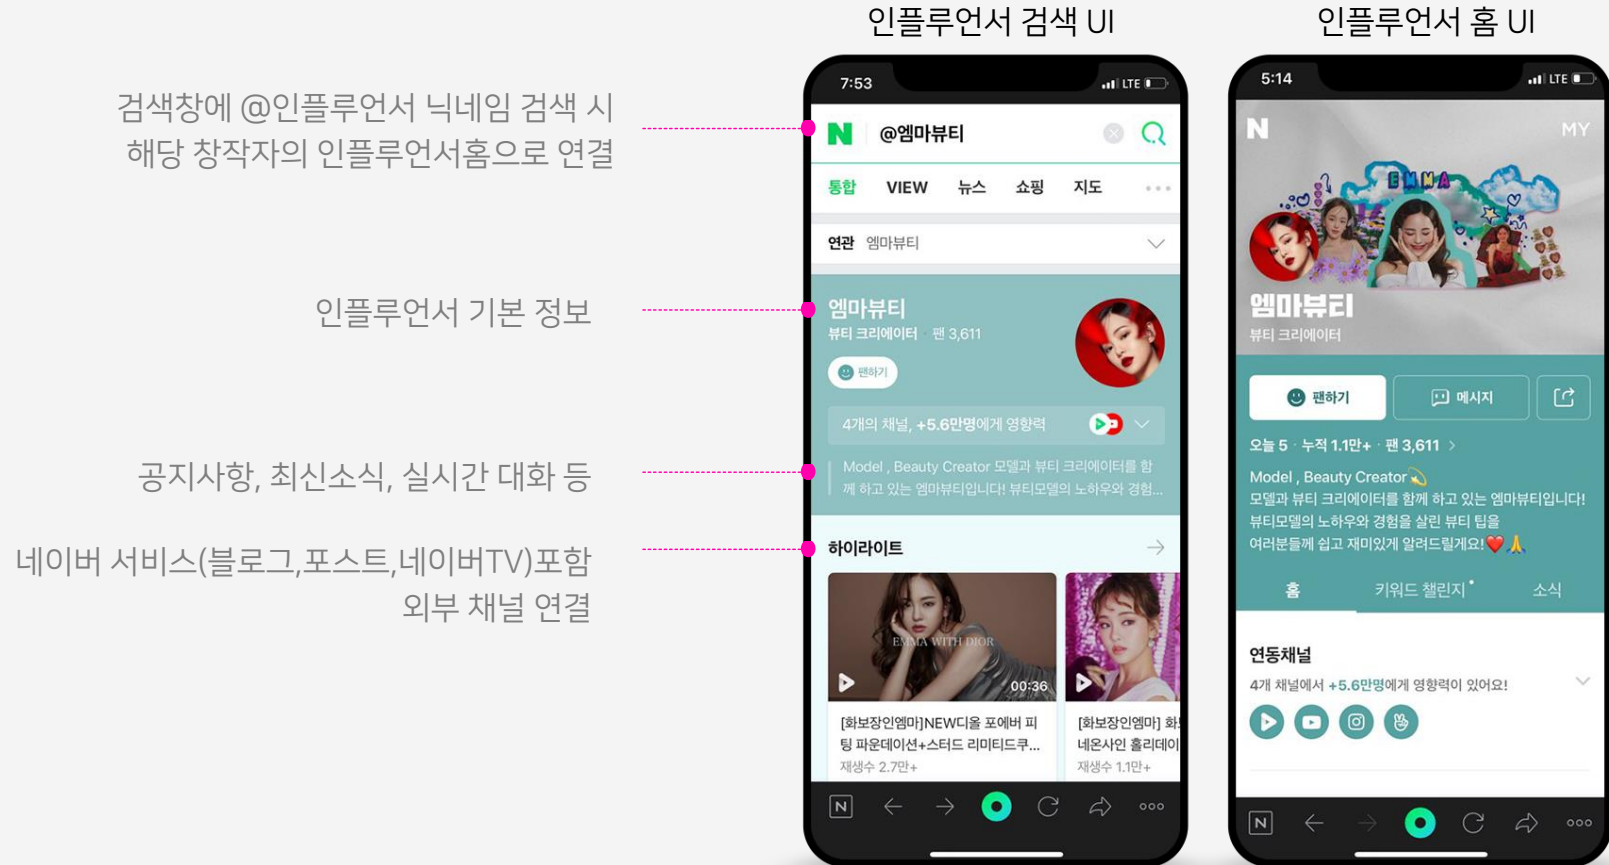 인플루언서 검색 UI
인플루언서 홈 UI
검색창에 @인플루언서 닉네임 검색 시
해당 창작자의 인플루언서홈으로 연결
인플루언서 기본 정보
공지사항, 최신소식, 실시간 대화 등
네이버 서비스(블로그,포스트,네이버TV)포함
외부 채널 연결
7:53
LTE
N
@엠마뷰티
통합 VIEW 뉴스 쇼핑 지도
연관 엠마뷰티
엠마뷰티
뷰티 크리에이터 · 팬 3,611
팬하기
4개의 채널, +5.6만명에게 영향력
Model , Beauty Creator 모델과 뷰티 크리에이터를 함
께 하고 있는 엠마뷰티입니다! 뷰티모델의 노하우와 경험...
하이라이트
EMMA WITH DIOR
00:36
[화보장인엠마]NEW디올 포에버 피
팅 파운데이션+스터드 리미티드쿠...
재생수 2.7만+
[화보장인엠마] 화
네온사인 홀리데이
재생수 1.1만+
N
5:14
LTE
N
MY
EMMA
엠마뷰티
뷰티 크리에이터
팬하기
메시지
오늘 5 · 누적 1.1만+ · 팬 3,611 >
Model , Beauty Creator💫
모델과 뷰티 크리에이터를 함께 하고 있는 엠마뷰티입니다!
뷰티모델의 노하우와 경험을 살린 뷰티 팁을
여러분들께 쉽고 재미있게 알려드릴게요!❤️🙏
홈 키워드 챌린지 소식
연동채널
4개 채널에서 +5.6만명에게 영향력이 있어요!
N